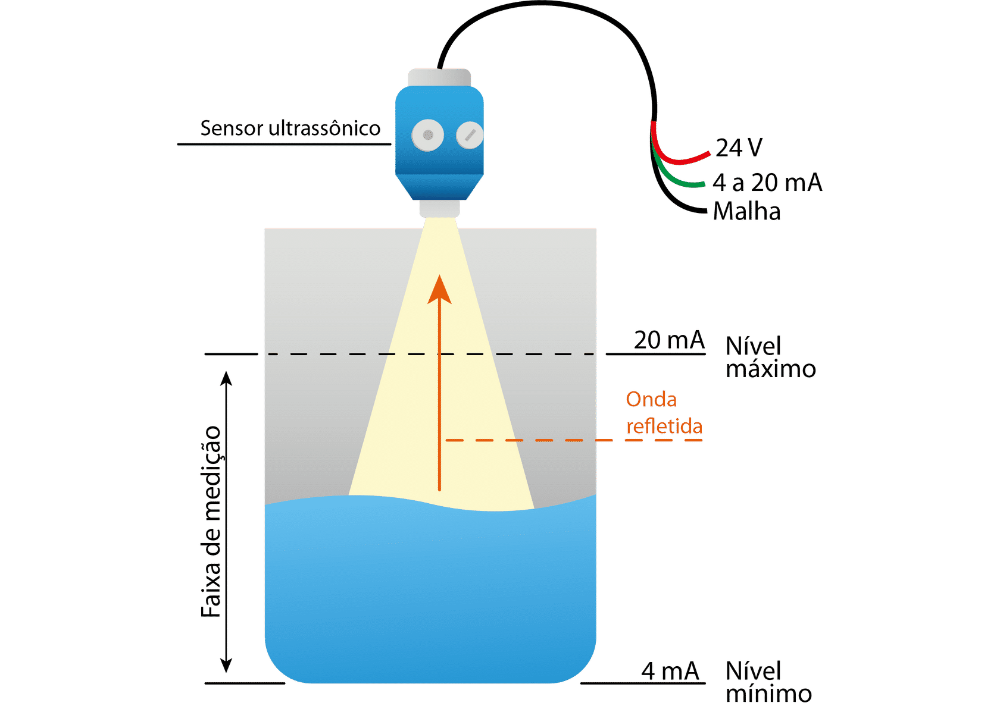 Sensor ultrassônico
24 V
4 a 20 mA
Malha
20 mA
Nível
máximo
Onda
refletida
Faixa de medição
4 mA
Nível
mínimo